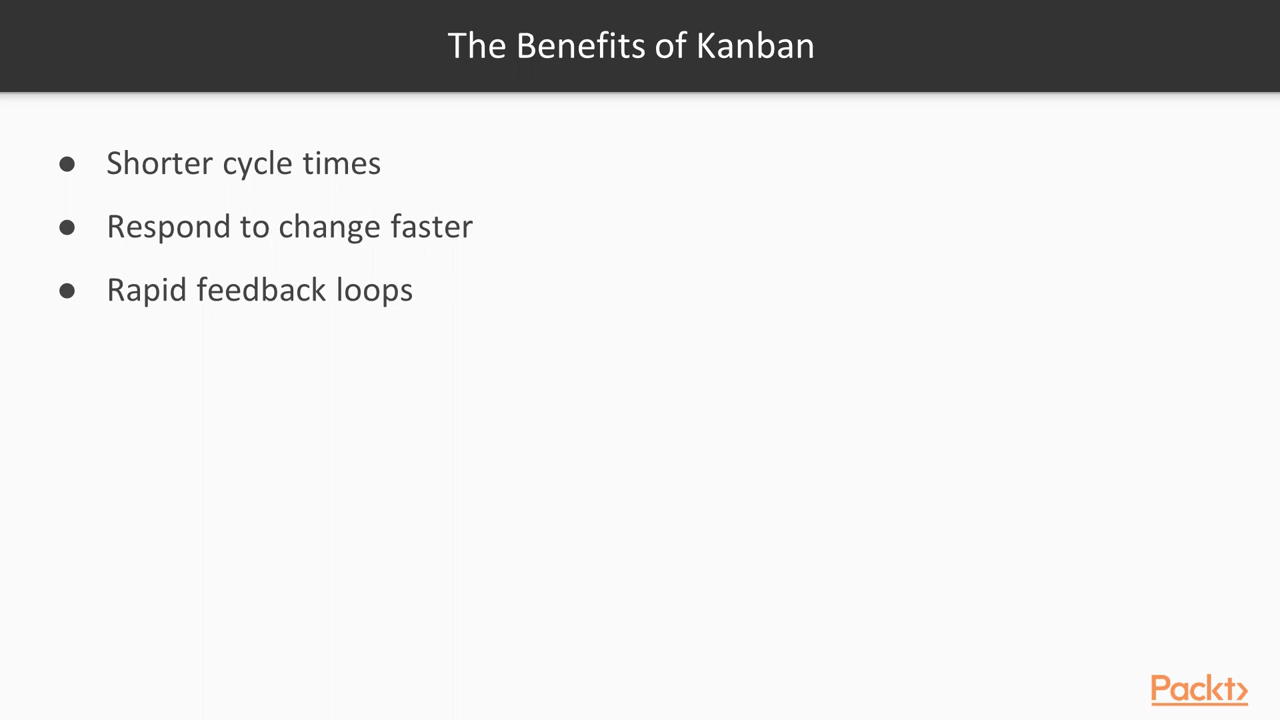 The Benefits of Kanban
● Shorter cycle times
● Respond to change faster
● Rapid feedback loops
Packt>